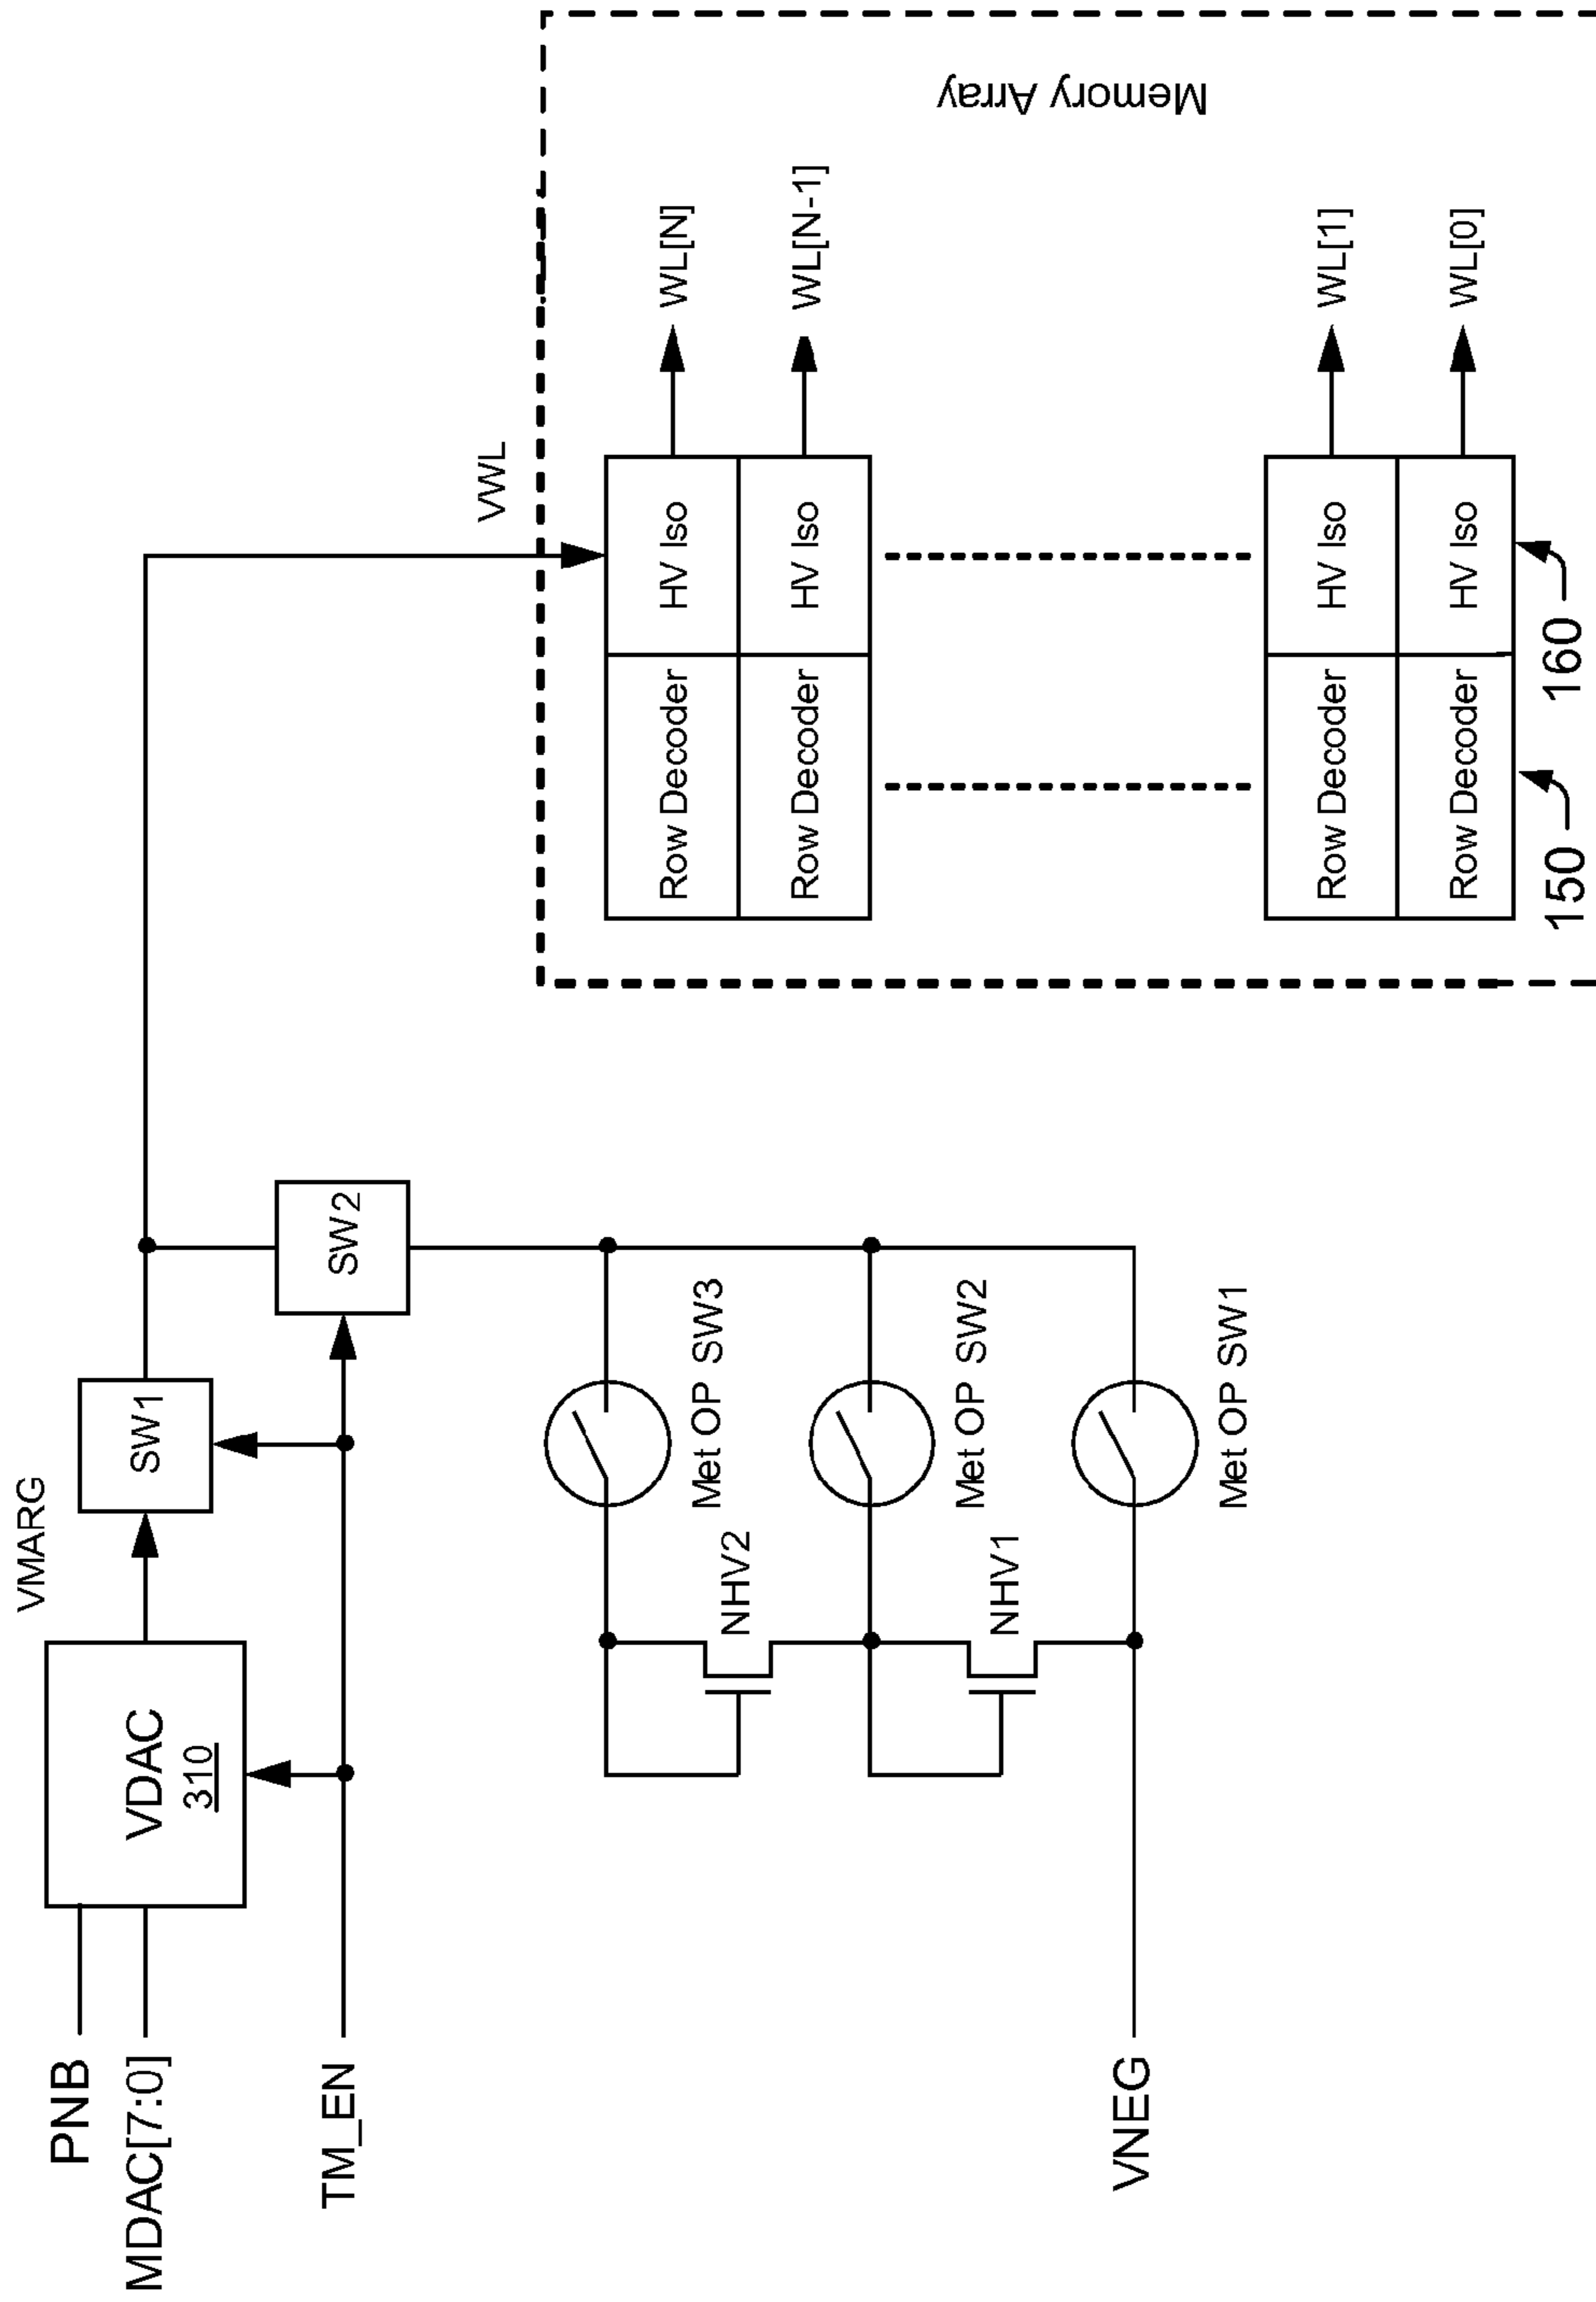 PNB
MDAC[7:0]
TM_EN
VNEG
VDAC
310
VMARG
SW1
SW2
NHV2
NHV1
Met OP SW3
Met OP SW2
Met OP SW1
VWL
Memory Array
Row Decoder
HV Iso
WL[N]
Row Decoder
HV Iso
WL[N-1]
Row Decoder
HV Iso
WL[1]
Row Decoder
HV Iso
WL[0]
150
160